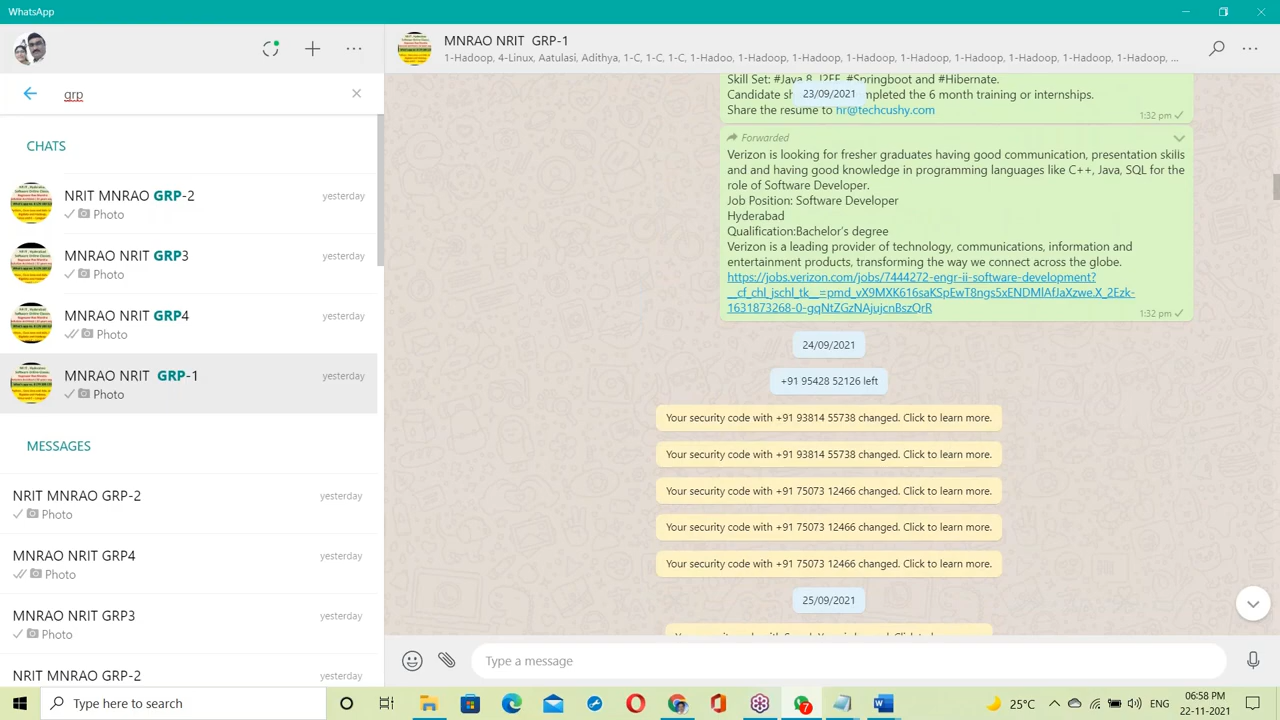 WhatsApp
grp
CHATS
NRIT MNRAO GRP-2
yesterday
Photo
MNRAO NRIT GRP3
yesterday
Photo
MNRAO NRIT GRP4
yesterday
Photo
MNRAO NRIT GRP-1
yesterday
Photo
MESSAGES
NRIT MNRAO GRP-2
yesterday
Photo
MNRAO NRIT GRP4
yesterday
Photo
MNRAO NRIT GRP3
yesterday
Photo
NRIT MNRAO GRP-2
yesterday
MNRAO NRIT GRP-1
1-Hadoop, 4-Linux, Aatulasi, Adithya, 1-C, 1-C, 1-C, 1-Hadoo, 1-Hadoop, 1-Hadoop, 1-Hadoop, 1-Hadoop, 1-Hadoop, 1-Hadoop, 1-Hadoop, ...
Skill Set: #Java 8, J2EE, #Springboot and #Hibernate.
23/09/2021
Candidate completed the 6 month training or internships.
Share the resume to hr@techcushy.com
1:32 pm
Forwarded
Verizon is looking for fresher graduates having good communication, presentation skills
and and having good knowledge in programming languages like C++, Java, SQL for the
role of Software Developer.
Job Position: Software Developer
Hyderabad
Qualification:Bachelor's degree
Verizon is a leading provider of technology, communications, information and
entertainment products, transforming the way we connect across the globe.
https://jobs.verizon.com/jobs/7444272-engr-ii-software-development?
1:32 pm
24/09/2021
+91 95428 52126 left
Your security code with +91 93814 55738 changed. Click to learn more.
Your security code with +91 93814 55738 changed. Click to learn more.
Your security code with +91 75073 12466 changed. Click to learn more.
Your security code with +91 75073 12466 changed. Click to learn more.
Your security code with +91 75073 12466 changed. Click to learn more.
25/09/2021
Type a message
Type here to search
7
25°C
ENG
06:58 PM
22-11-2021